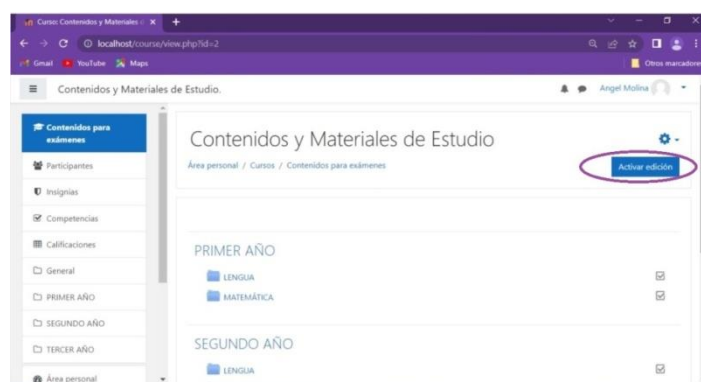 Curso: Contenidos y Materiales d
localhost/course/view.php?id=2
Gmail YouTube Maps Otros marcadores
Contenidos y Materiales de Estudio. Angel Molina
Contenidos para
exámenes
Participantes
Insignias
Competencias
Calificaciones
General
PRIMER AÑO
SEGUNDO AÑO
TERCER AÑO
Área personal
Contenidos y Materiales de Estudio
Área personal / Cursos / Contenidos para exámenes
Activar edición
PRIMER AÑO
LENGUA
MATEMÁTICA
SEGUNDO AÑO
LENGUA